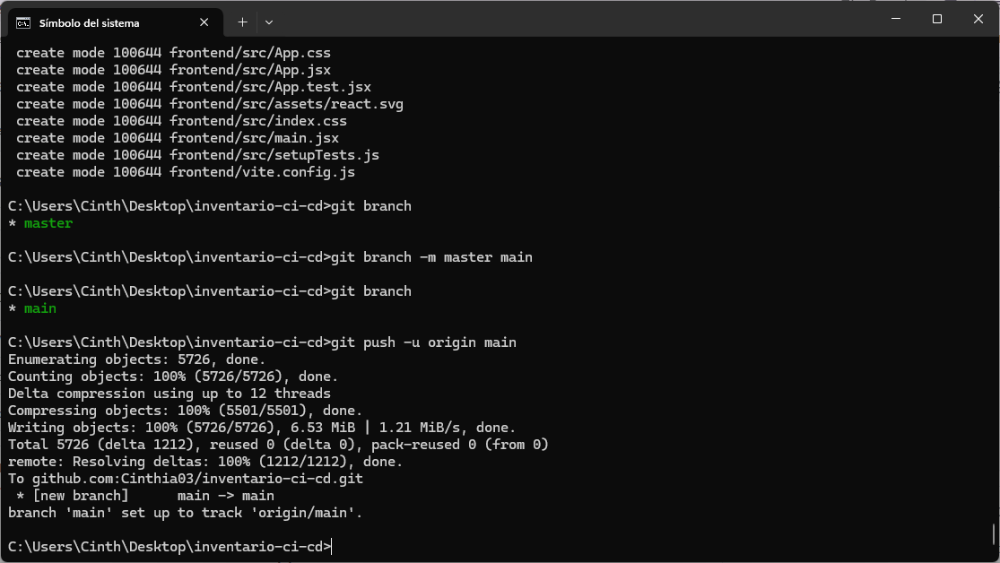 Símbolo del sistema
create mode 100644 frontend/src/App.css
create mode 100644 frontend/src/App.jsx
create mode 100644 frontend/src/App.test.jsx
create mode 100644 frontend/src/assets/react.svg
create mode 100644 frontend/src/index.css
create mode 100644 frontend/src/main.jsx
create mode 100644 frontend/src/setupTests.js
create mode 100644 frontend/vite.config.js
C:\Users\Cinth\Desktop\inventario-ci-cd>git branch
* master
C:\Users\Cinth\Desktop\inventario-ci-cd>git branch -m master main
C:\Users\Cinth\Desktop\inventario-ci-cd>git branch
* main
C:\Users\Cinth\Desktop\inventario-ci-cd>git push -u origin main
Enumerating objects: 5726, done.
Counting objects: 100% (5726/5726), done.
Delta compression using up to 12 threads
Compressing objects: 100% (5501/5501), done.
Writing objects: 100% (5726/5726), 6.53 MiB | 1.21 MiB/s, done.
Total 5726 (delta 1212), reused 0 (delta 0), pack-reused 0 (from 0)
remote: Resolving deltas: 100% (1212/1212), done.
To github.com:Cinthia03/inventario-ci-cd.git
 * [new branch]      main -> main
branch 'main' set up to track 'origin/main'.
C:\Users\Cinth\Desktop\inventario-ci-cd>